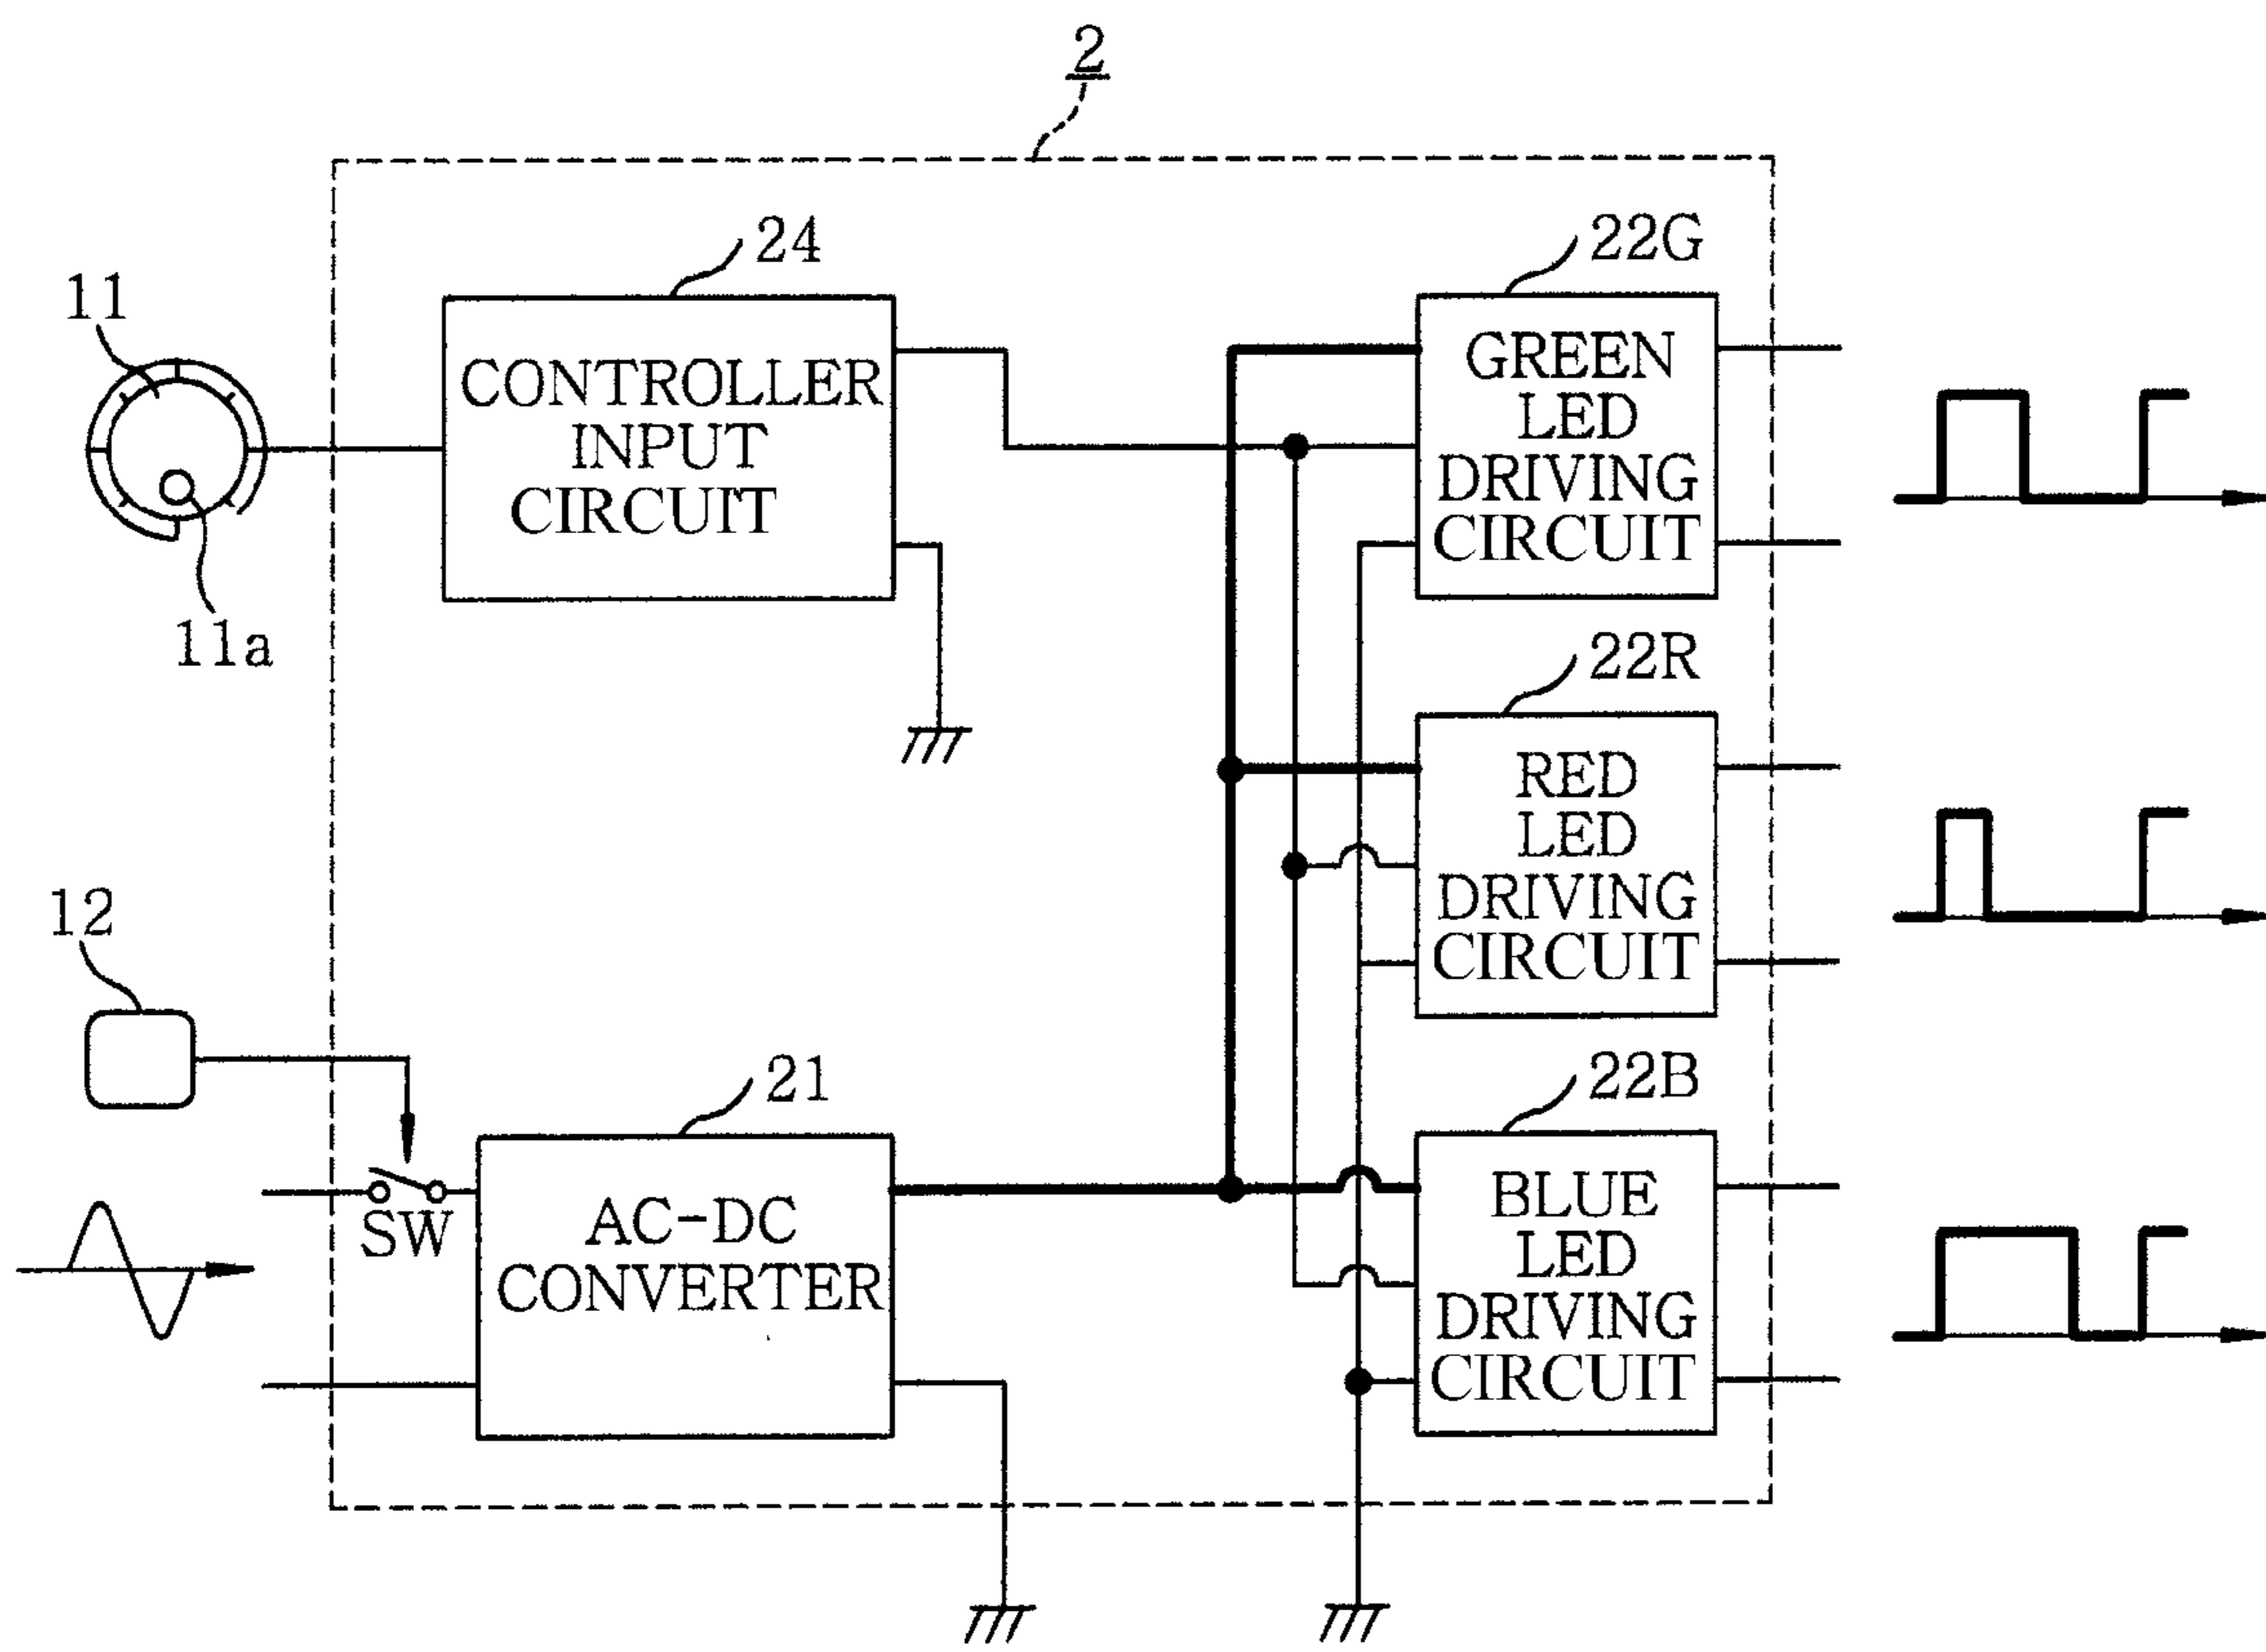 2
24
22G
11
CONTROLLER
INPUT
CIRCUIT
GREEN
LED
DRIVING
CIRCUIT
11a
22R
RED
LED
DRIVING
CIRCUIT
12
21
22B
SW
AC-DC
CONVERTER
BLUE
LED
DRIVING
CIRCUIT